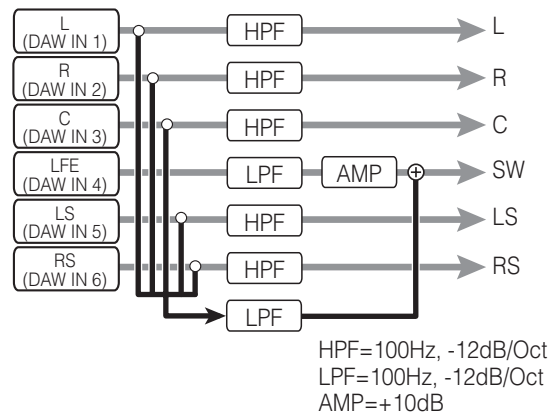 L
(DAW IN 1)
HPF
L
R
(DAW IN 2)
HPF
R
C
(DAW IN 3)
HPF
C
LFE
(DAW IN 4)
LPF
AMP
SW
LS
(DAW IN 5)
HPF
LS
RS
(DAW IN 6)
HPF
RS
LPF
HPF=100Hz, -12dB/Oct
LPF=100Hz, -12dB/Oct
AMP=+10dB